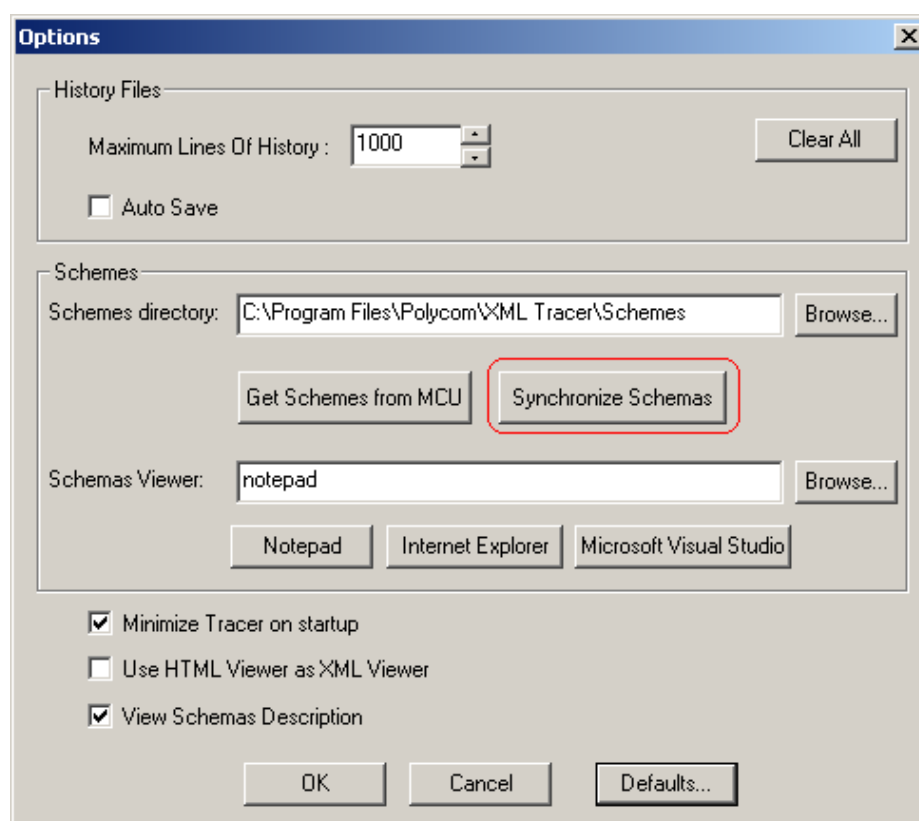 Options
History Files
Maximum Lines Of History : 1000 Clear All
Auto Save
Schemes
Schemes directory: C:\Program Files\Polycom\XML Tracer\Schemes Browse...
Get Schemes from MCU Synchronize Schemas
Schemas Viewer: notepad Browse...
Notepad Internet Explorer Microsoft Visual Studio
Minimize Tracer on startup
Use HTML Viewer as XML Viewer
View Schemas Description
OK Cancel Defaults...